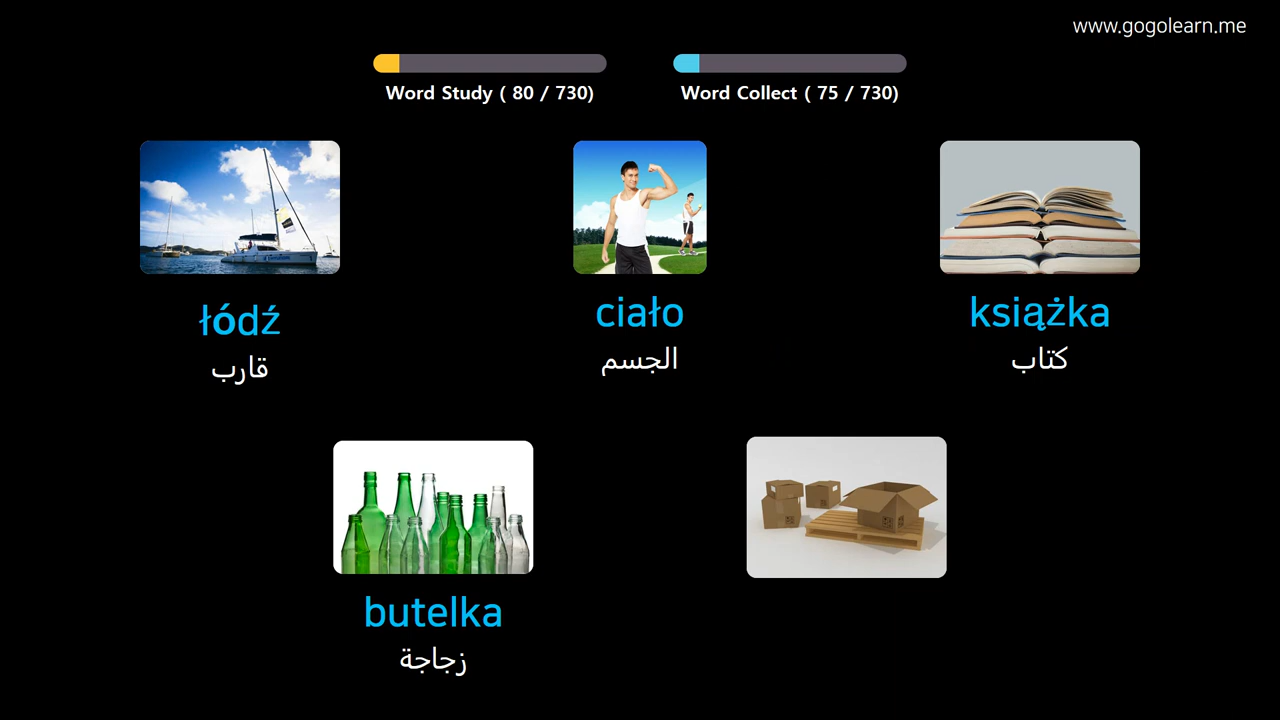 www.gogolearn.me
Word Study ( 80 / 730)
Word Collect ( 75 / 730)
łódź
قارب
ciało
الجسم
książka
كتاب
butelka
زجاجة